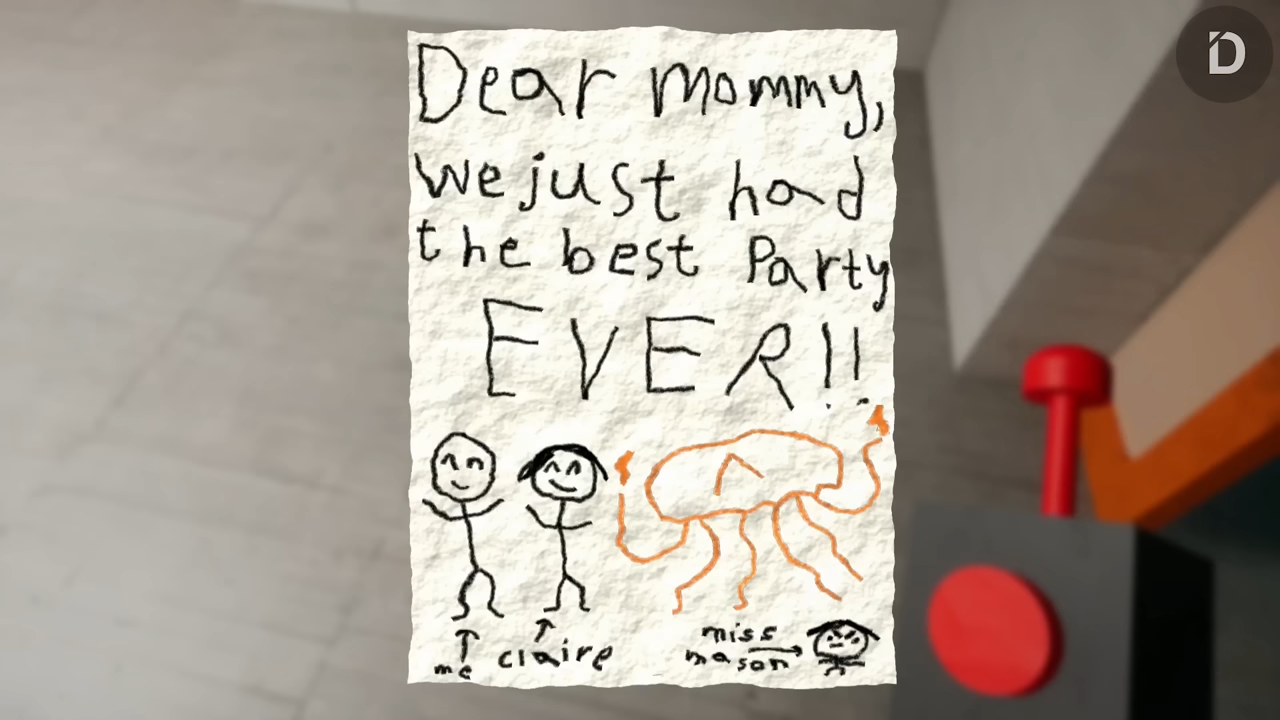 Dear mommy,
we just had
the best Party
EVER!!
me claire
miss
mason
D